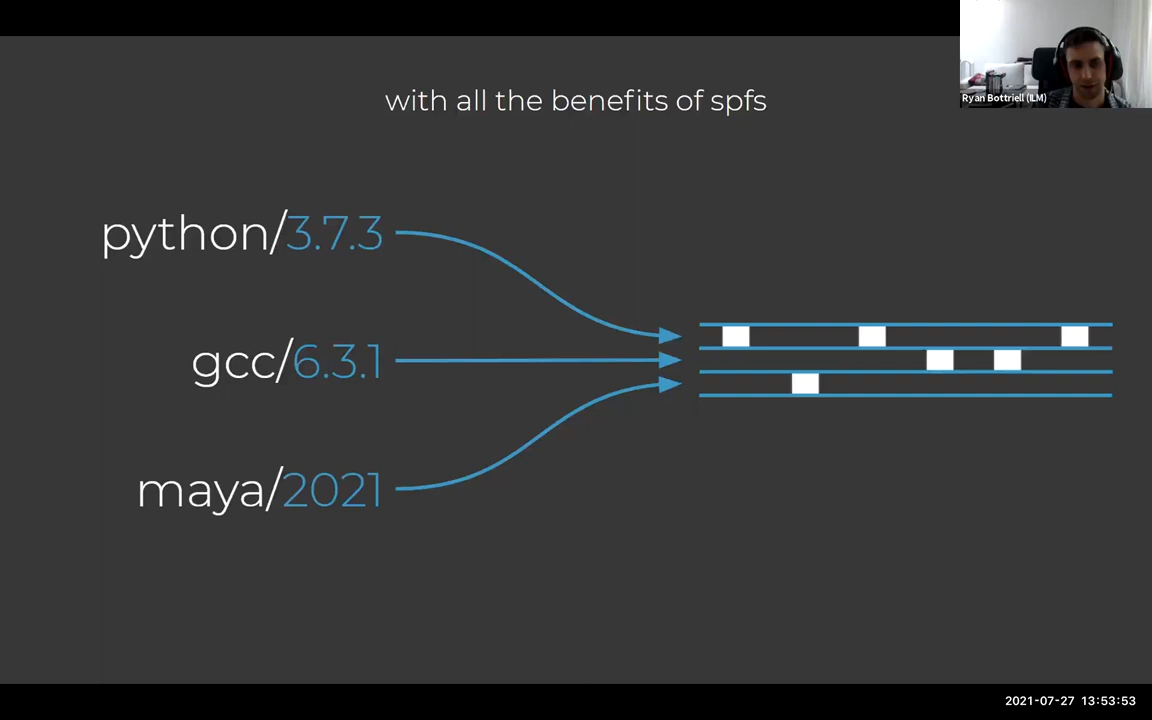 Ryan Bottriell (ILM)
with all the benefits of spfs
python/3.7.3
gcc/6.3.1
maya/2021
2021-07-27 13:53:53